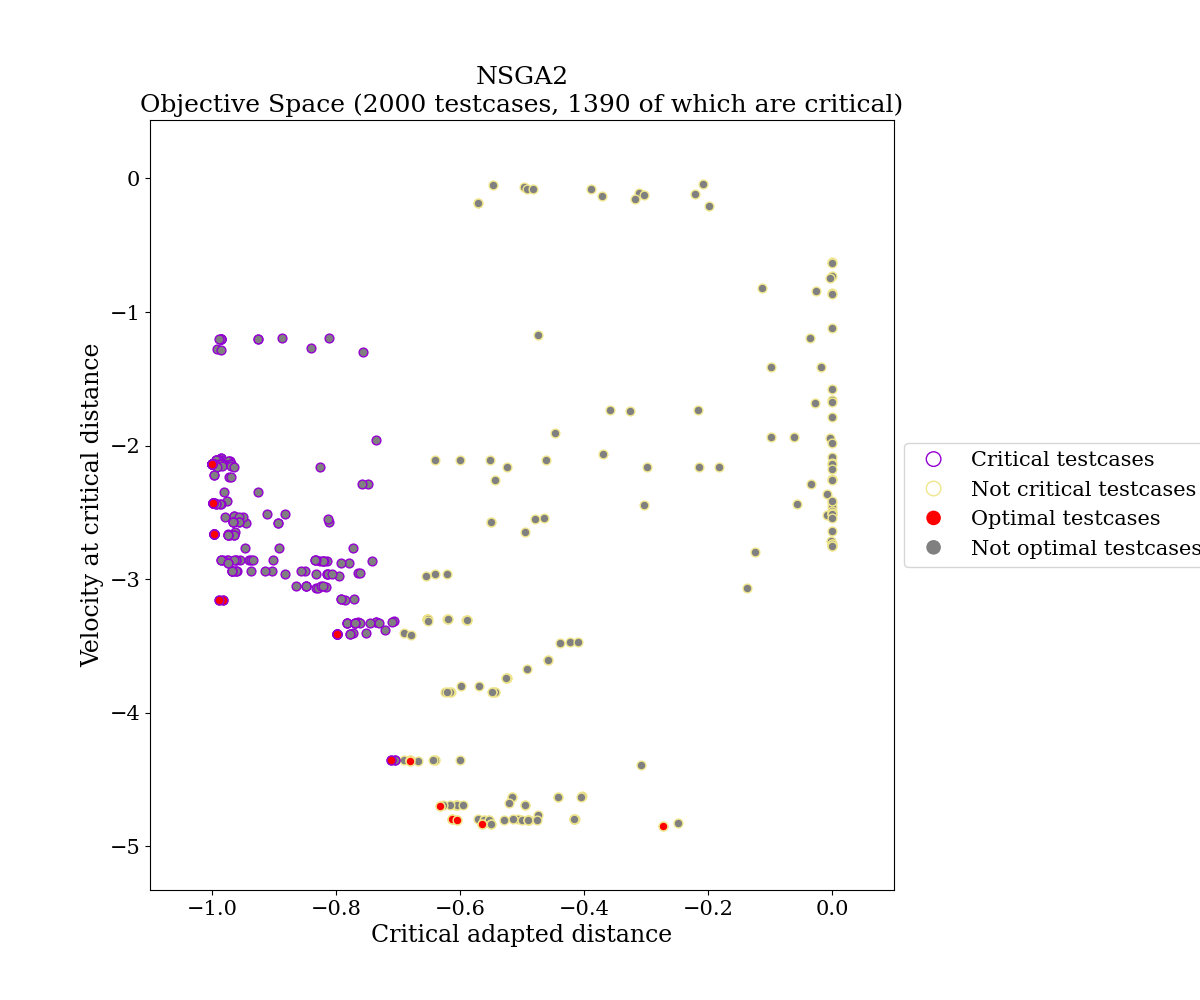 NSGA2
Objective Space (2000 testcases, 1390 of which are critical)
0
−1
−2
−3
−4
−5
Velocity at critical distance
−1.0 −0.8 −0.6 −0.4 −0.2 0.0
Critical adapted distance
Critical testcases
Not critical testcases
Optimal testcases
Not optimal testcases